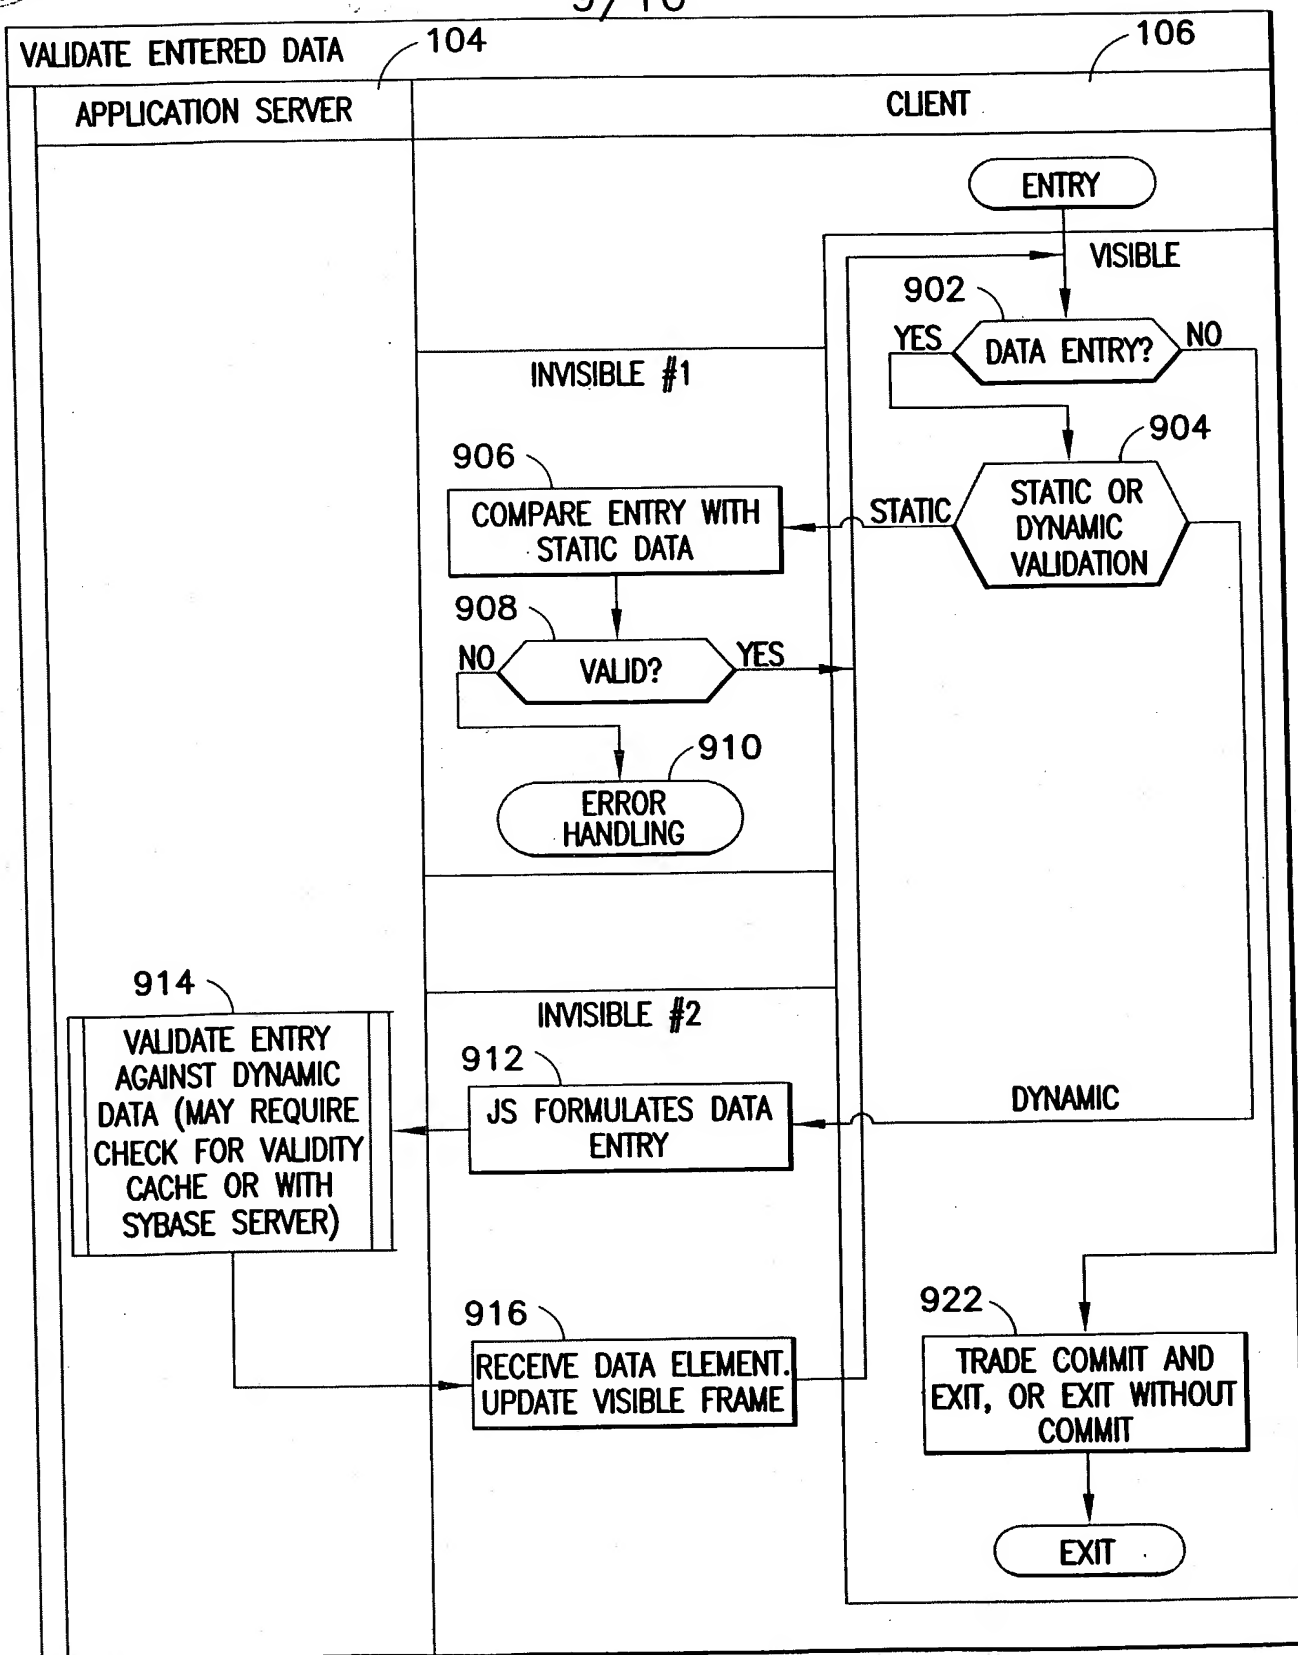 VALIDATE ENTERED DATA
104
106
APPLICATION SERVER
CLIENT
ENTRY
VISIBLE
902
YES
DATA ENTRY?
NO
INVISIBLE #1
904
906
STATIC OR
DYNAMIC
VALIDATION
STATIC
COMPARE ENTRY WITH
STATIC DATA
908
NO
VALID?
YES
910
ERROR
HANDLING
914
INVISIBLE #2
VALIDATE ENTRY
AGAINST DYNAMIC
DATA (MAY REQUIRE
CHECK FOR VALIDITY
CACHE OR WITH
SYBASE SERVER)
912
JS FORMULATES DATA
ENTRY
DYNAMIC
916
RECEIVE DATA ELEMENT.
UPDATE VISIBLE FRAME
922
TRADE COMMIT AND
EXIT, OR EXIT WITHOUT
COMMIT
EXIT